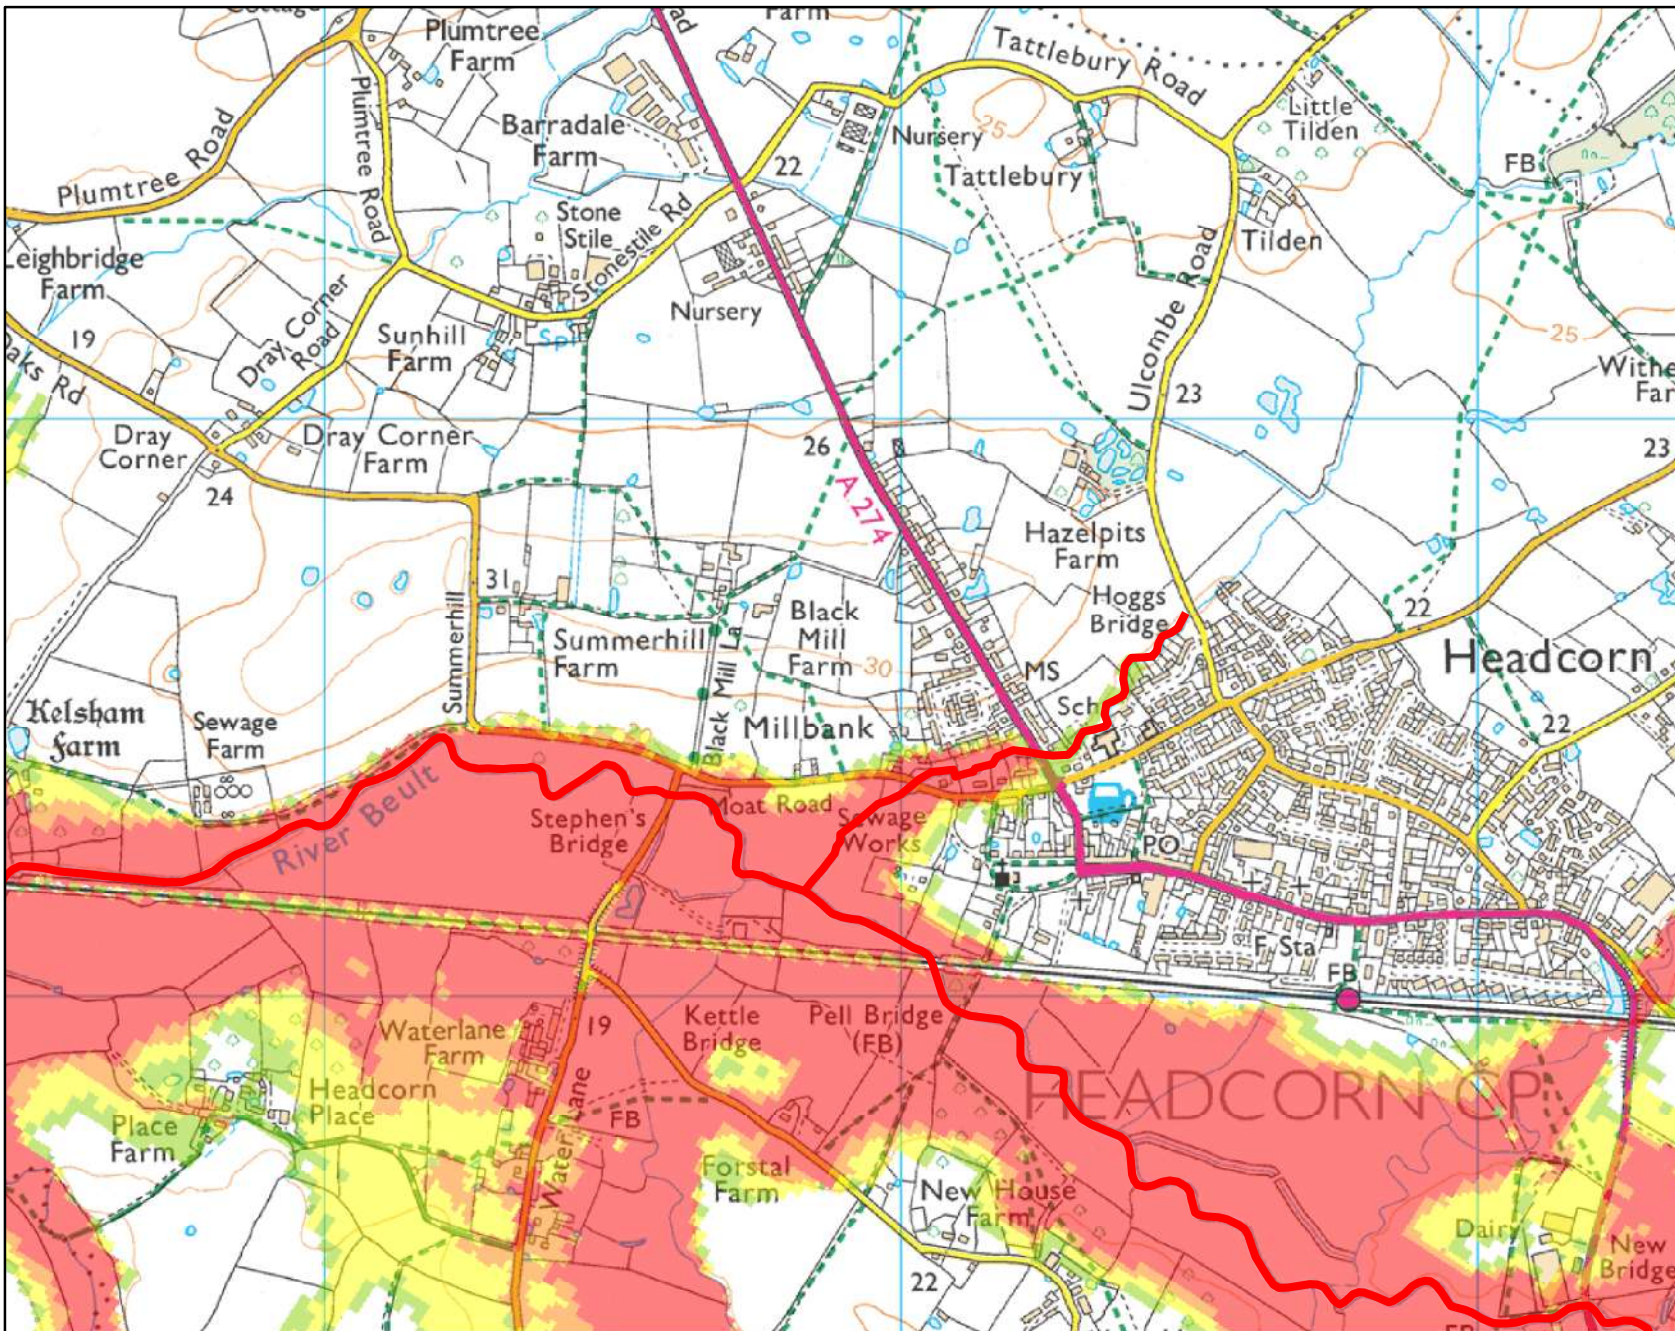 Plumtree
Farm
Farm
Tattlebury Road
Plumtree Road
Plumtree Road
Barradale
Farm
22
Nursery
25
Little
Tilden
FB
Tattlebury
Stone
Stile
Stonestile Rd
Tilden
Leighbridge
Farm
Dray Corner
Road
Sunhill
Farm
Nursery
Ulcombe Road
25
19
Oaks Rd
Spr
23
Dray
Corner
Dray Corner
Farm
26
23
24
A 274
Hazelpits
Farm
31
Hoggs
Bridge
22
Summerhill
Summerhill
Farm
Black Mill La
Black
Mill
Farm
30
MS
Headcorn
Kelsham
Farm
Sewage
Farm
Millbank
Sch
22
River Beult
Stephen's
Bridge
Moat Road
Sewage
Works
PO
F Sta
FB
Waterlane
Farm
19
Kettle
Bridge
Pell Bridge
(FB)
HEADCORN CP
Headcorn
Place
Place
Farm
FB
Water Lane
Forstal
Farm
New House
Farm
Dairy
New
Bridge
22
FB